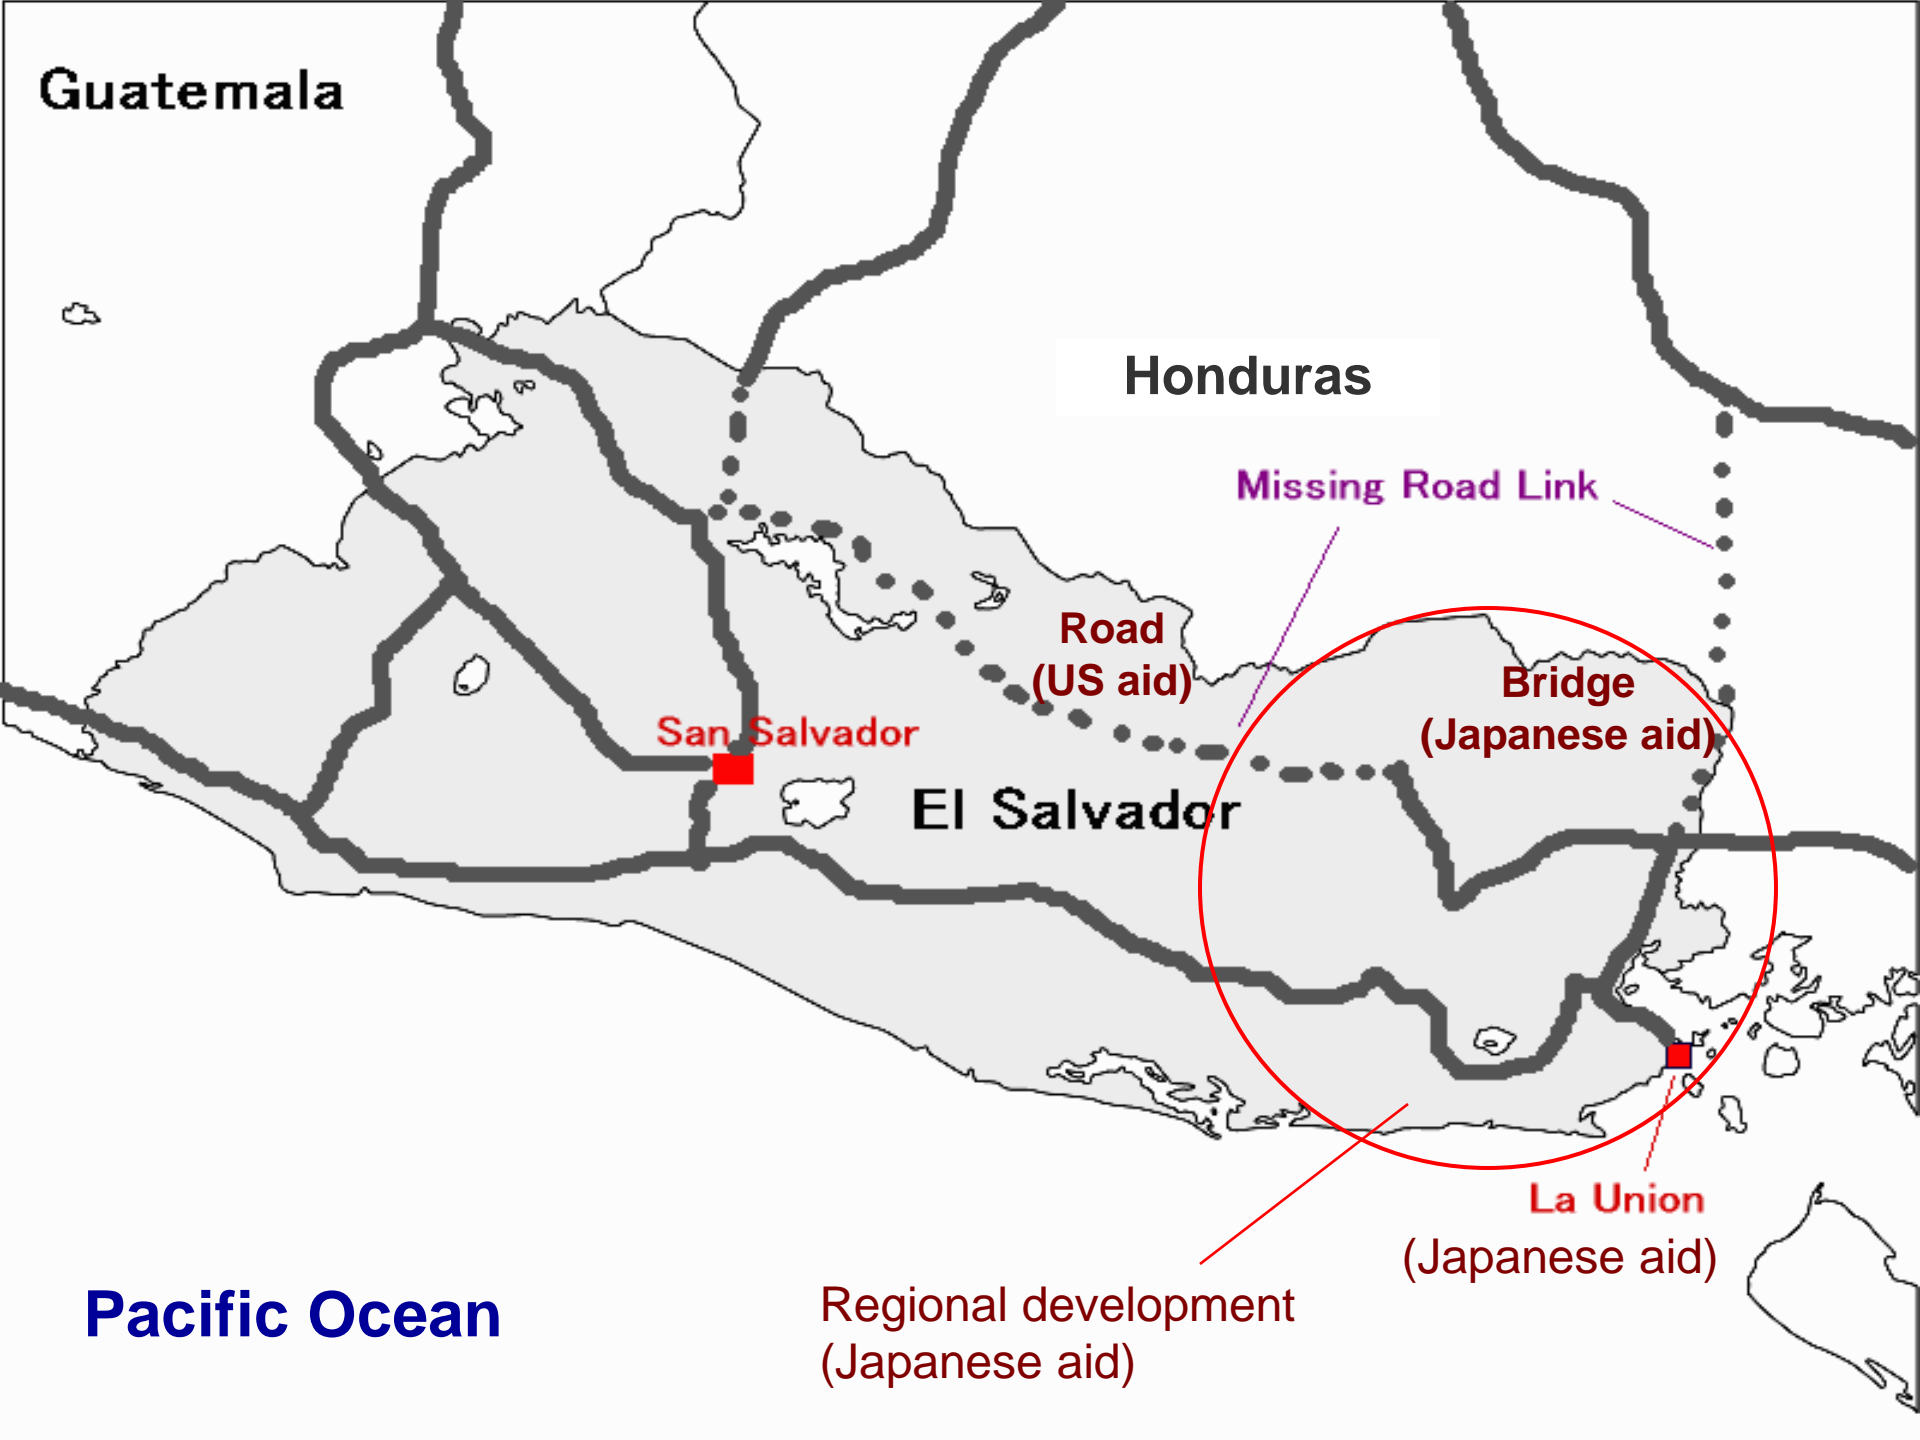 Guatemala
Honduras
Missing Road Link
Road
(US aid)
Bridge
(Japanese aid)
San Salvador
El Salvador
La Union
(Japanese aid)
Regional development
(Japanese aid)
Pacific Ocean